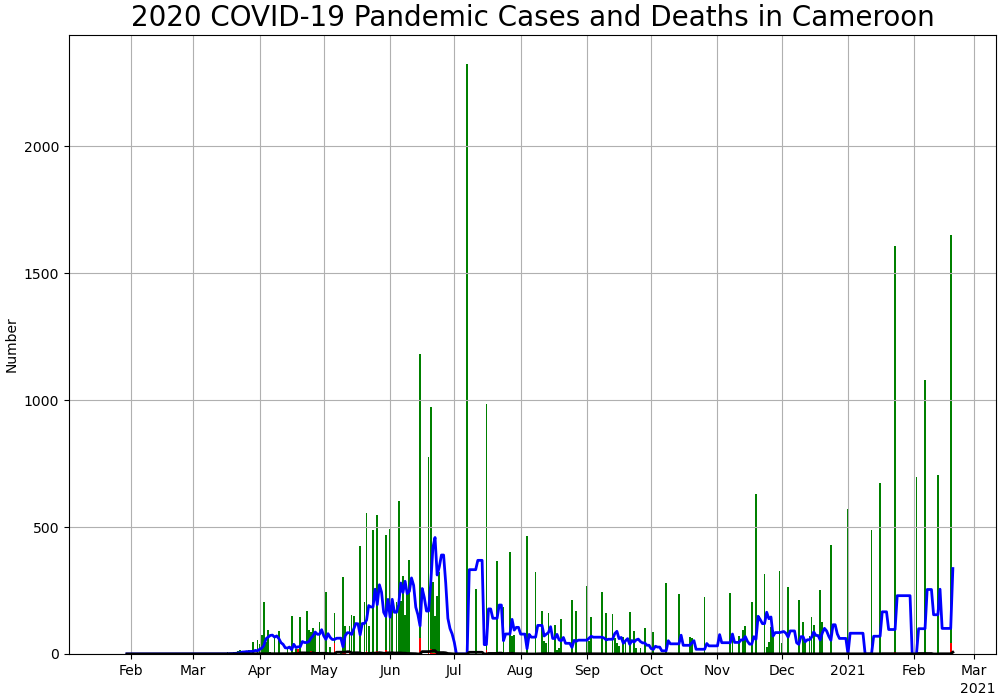 2020 COVID-19 Pandemic Cases and Deaths in Cameroon
Number
2000
1500
1000
500
0
Feb Mar Apr May Jun Jul Aug Sep Oct Nov Dec 2021 Feb Mar
2021